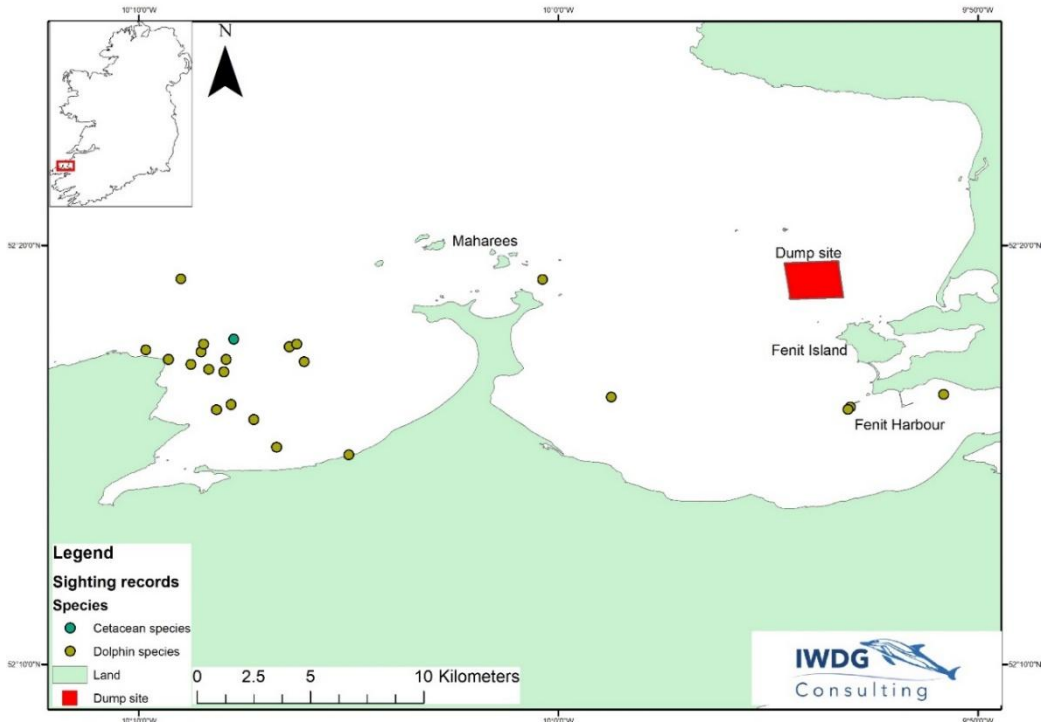 10°10'0"W
10°0'0"W
9°50'0"W
N
52°20'0"N
52°20'0"N
Maharees
Dump site
Fenit Island
Fenit Harbour
Legend
Sighting records
Species
Cetacean species
Dolphin species
Land
Dump site
0 2.5 5 10 Kilometers
IWDG
Consulting
52°10'0"N
52°10'0"N
10°10'0"W
10°0'0"W
9°50'0"W